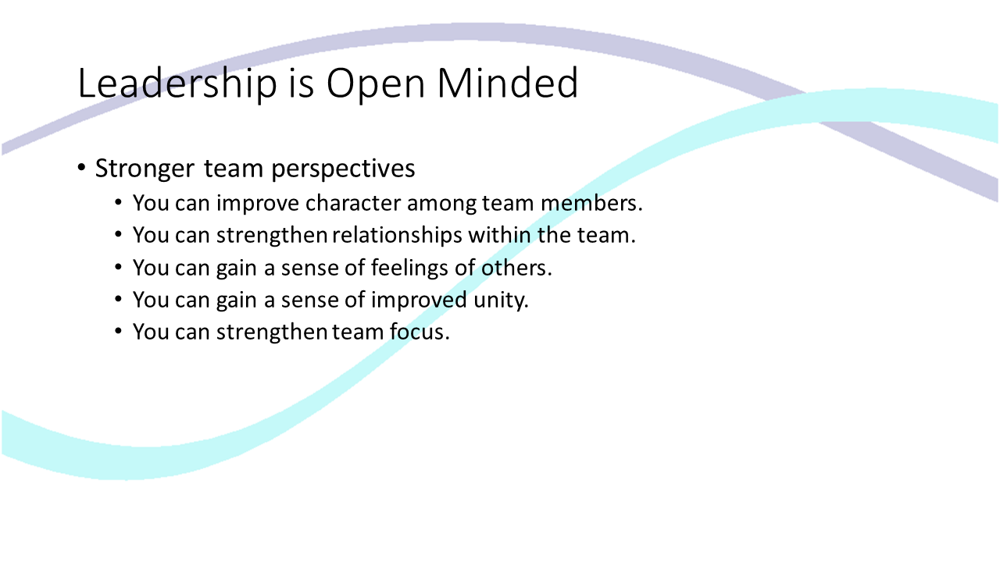 Leadership is Open Minded
• Stronger team perspectives
• You can improve character among team members.
• You can strengthen relationships within the team.
• You can gain a sense of feelings of others.
• You can gain a sense of improved unity.
• You can strengthen team focus.